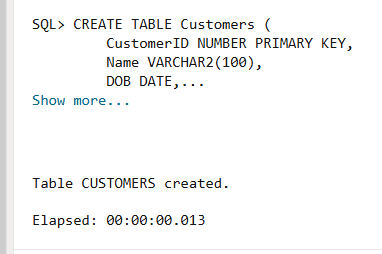 SQL> CREATE TABLE Customers (
CustomerID NUMBER PRIMARY KEY,
Name VARCHAR2(100),
DOB DATE,...
Show more...
Table CUSTOMERS created.
Elapsed: 00:00:00.013